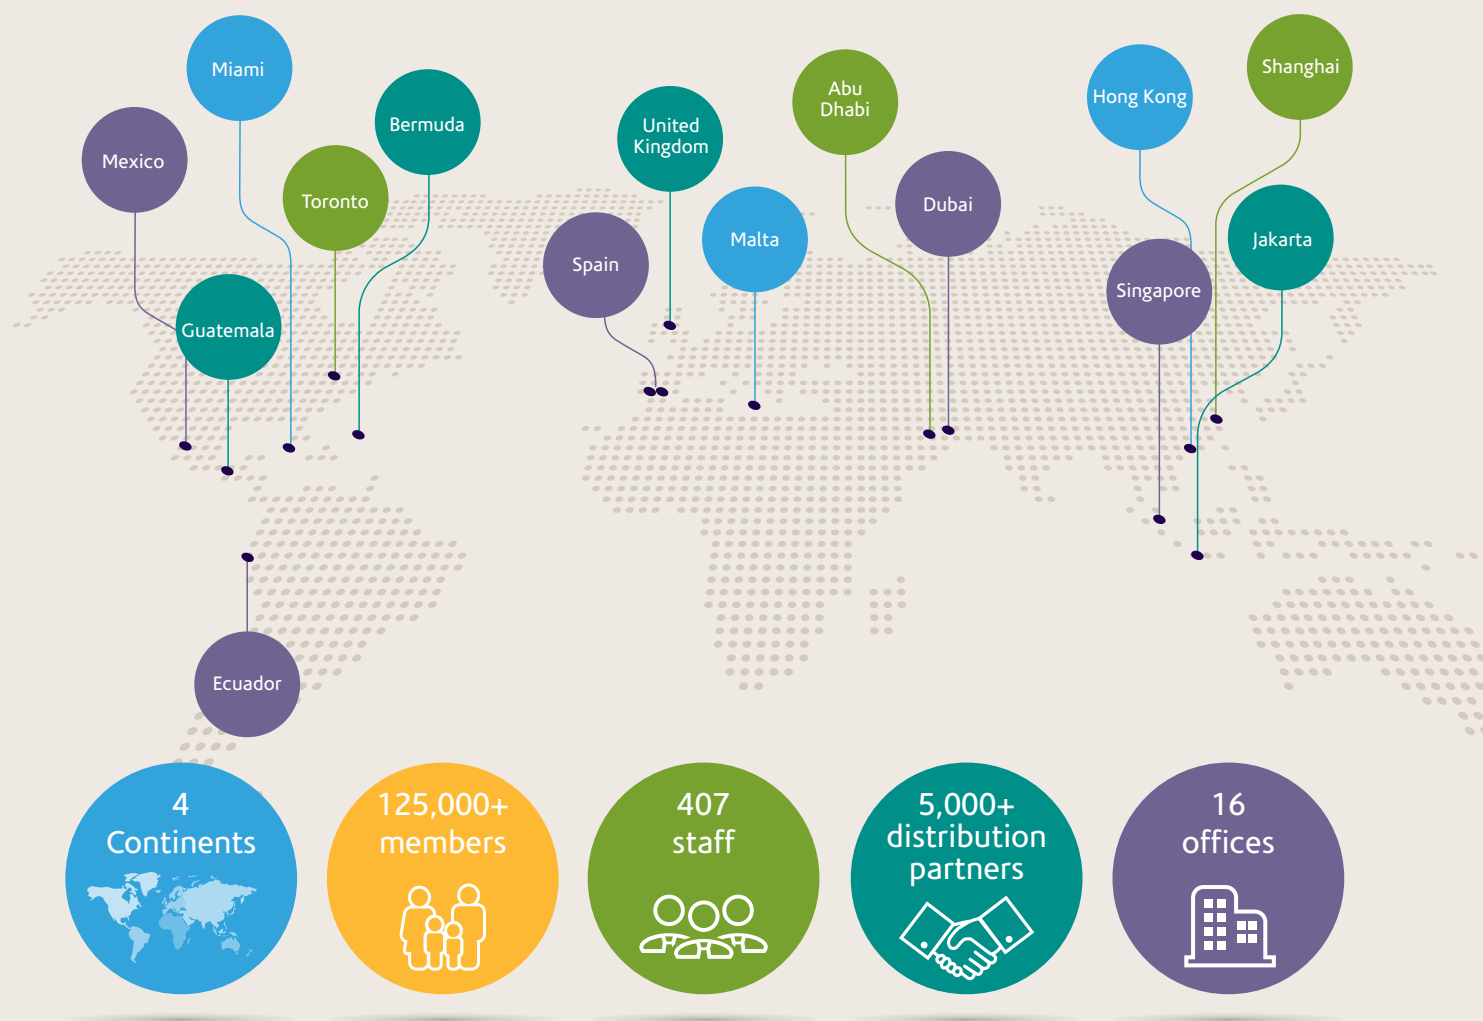 Miami
Shanghai
Abu
Dhabi
Hong Kong
Bermuda
United
Kingdom
Mexico
Toronto
Dubai
Malta
Jakarta
Spain
Singapore
Guatemala
Ecuador
4
Continents
125,000+
members
407
staff
5,000+
distribution
partners
16
offices